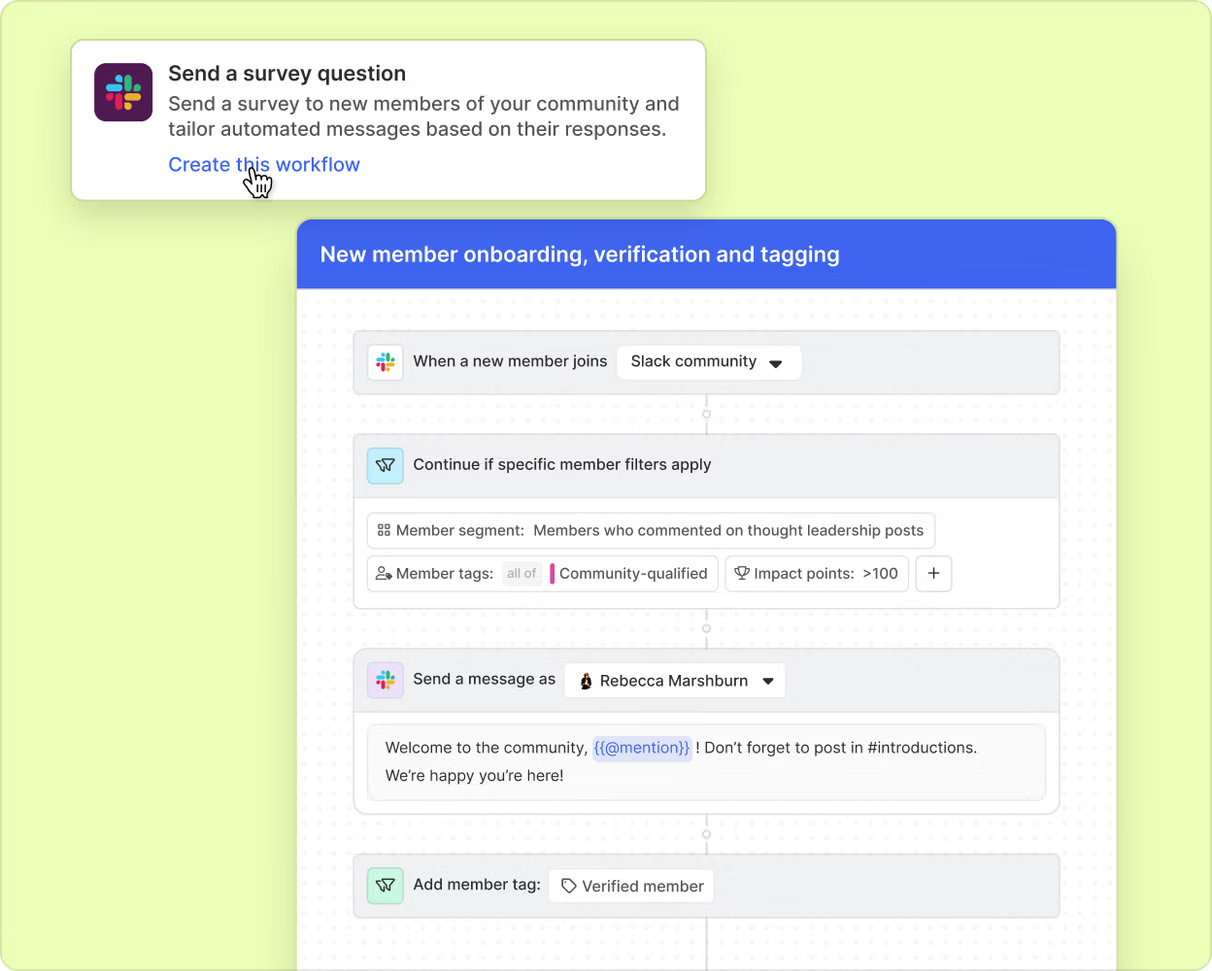 Send a survey question
Send a survey to new members of your community and
tailor automated messages based on their responses.
Create this workflow
New member onboarding, verification and tagging
When a new member joins Slack community
Continue if specific member filters apply
Member segment: Members who commented on thought leadership posts
Member tags: all of Community-qualified Impact points: >100 +
Send a message as Rebecca Marshburn
Welcome to the community, {{@mention}} ! Don’t forget to post in #introductions.
We’re happy you’re here!
Add member tag: Verified member